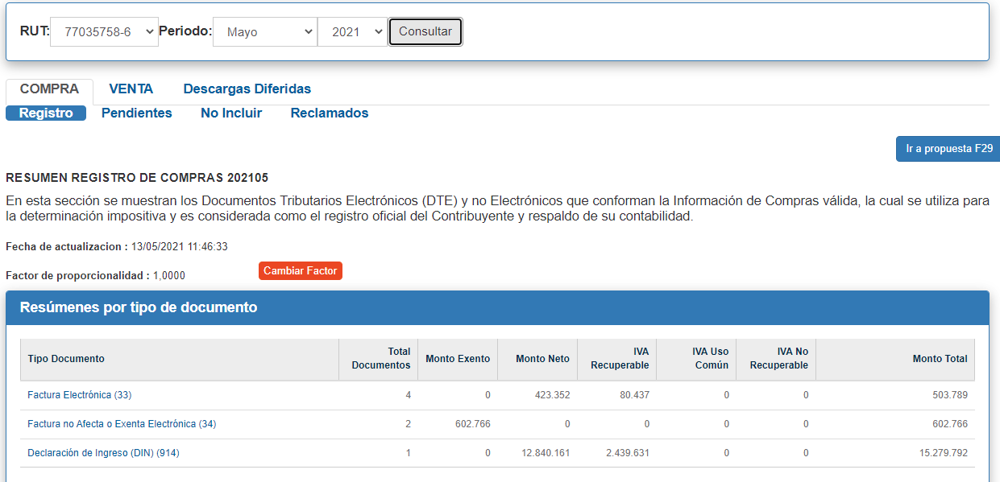 RUT: 77035758-6 Periodo: Mayo 2021 Consultar
COMPRA VENTA Descargas Diferidas
Registro Pendientes No Incluir Reclamados
Ir a propuesta F29
RESUMEN REGISTRO DE COMPRAS 202105
En esta sección se muestran los Documentos Tributarios Electrónicos (DTE) y no Electrónicos que conforman la Información de Compras válida, la cual se utiliza para
la determinación impositiva y es considerada como el registro oficial del Contribuyente y respaldo de su contabilidad.
Fecha de actualizacion : 13/05/2021 11:46:33
Factor de proporcionalidad : 1,0000 Cambiar Factor
Resúmenes por tipo de documento
Tipo Documento Total Documentos Monto Exento Monto Neto IVA Recuperable IVA Uso Común IVA No Recuperable Monto Total
Factura Electrónica (33) 4 0 423.352 80.437 0 0 503.789
Factura no Afecta o Exenta Electrónica (34) 2 602.766 0 0 0 0 602.766
Declaración de Ingreso (DIN) (914) 1 0 12.840.161 2.439.631 0 0 15.279.792